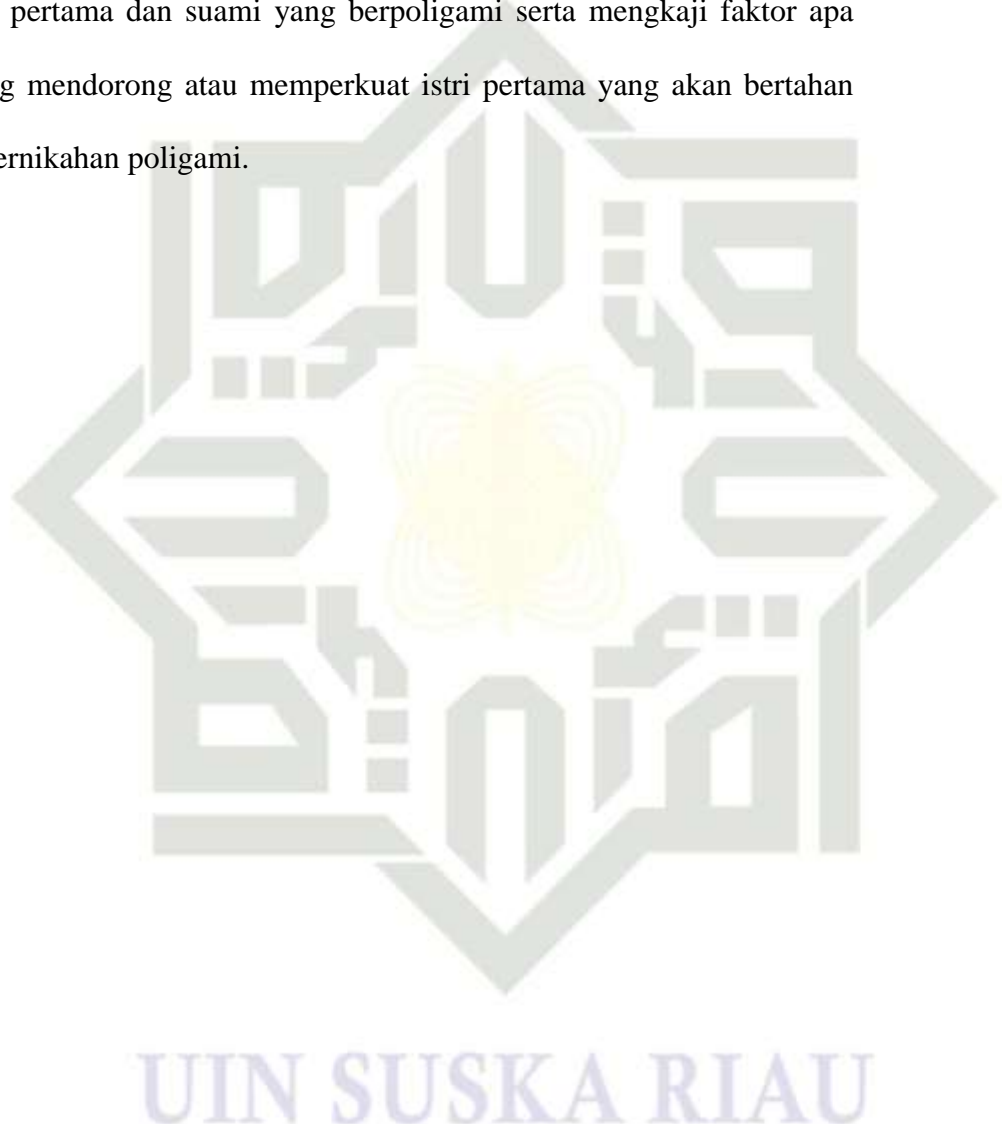 pertama dan suami yang berpoligami serta mengkaji faktor apa
mendorong atau memperkuat istri pertama yang akan bertahan
poligami.
UIN SUSKA RIAU